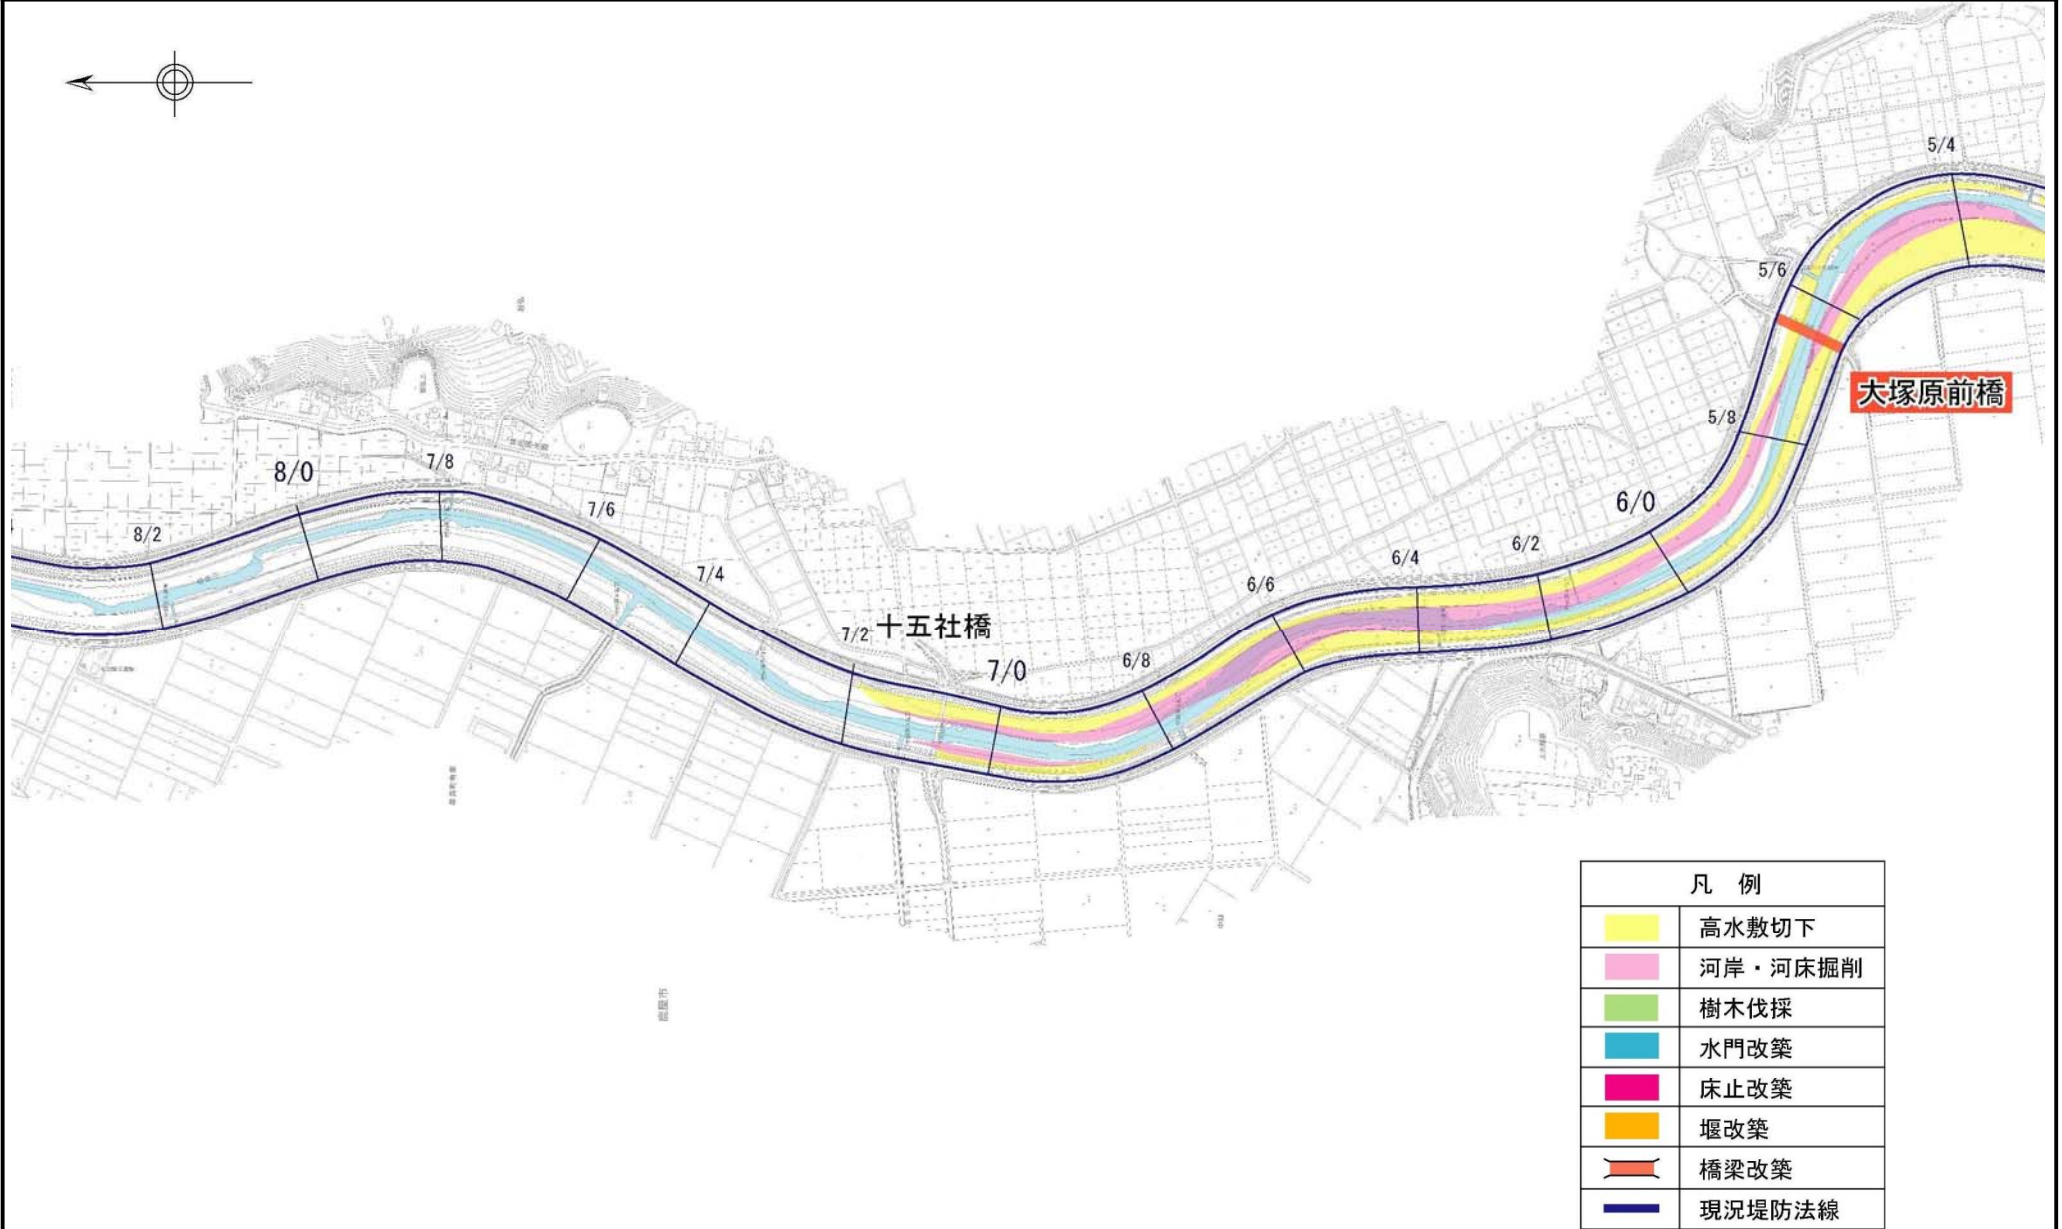 5/4
5/6
大塚原前橋
5/8
8/0
7/8
6/0
7/6
8/2
6/2
6/4
7/4
6/6
7/2
十五社橋
6/8
7/0
凡 例
高水敷切下
河岸・河床掘削
樹木伐採
水門改築
床止改築
堰改築
橋梁改築
現況堤防法線
鹿屋市